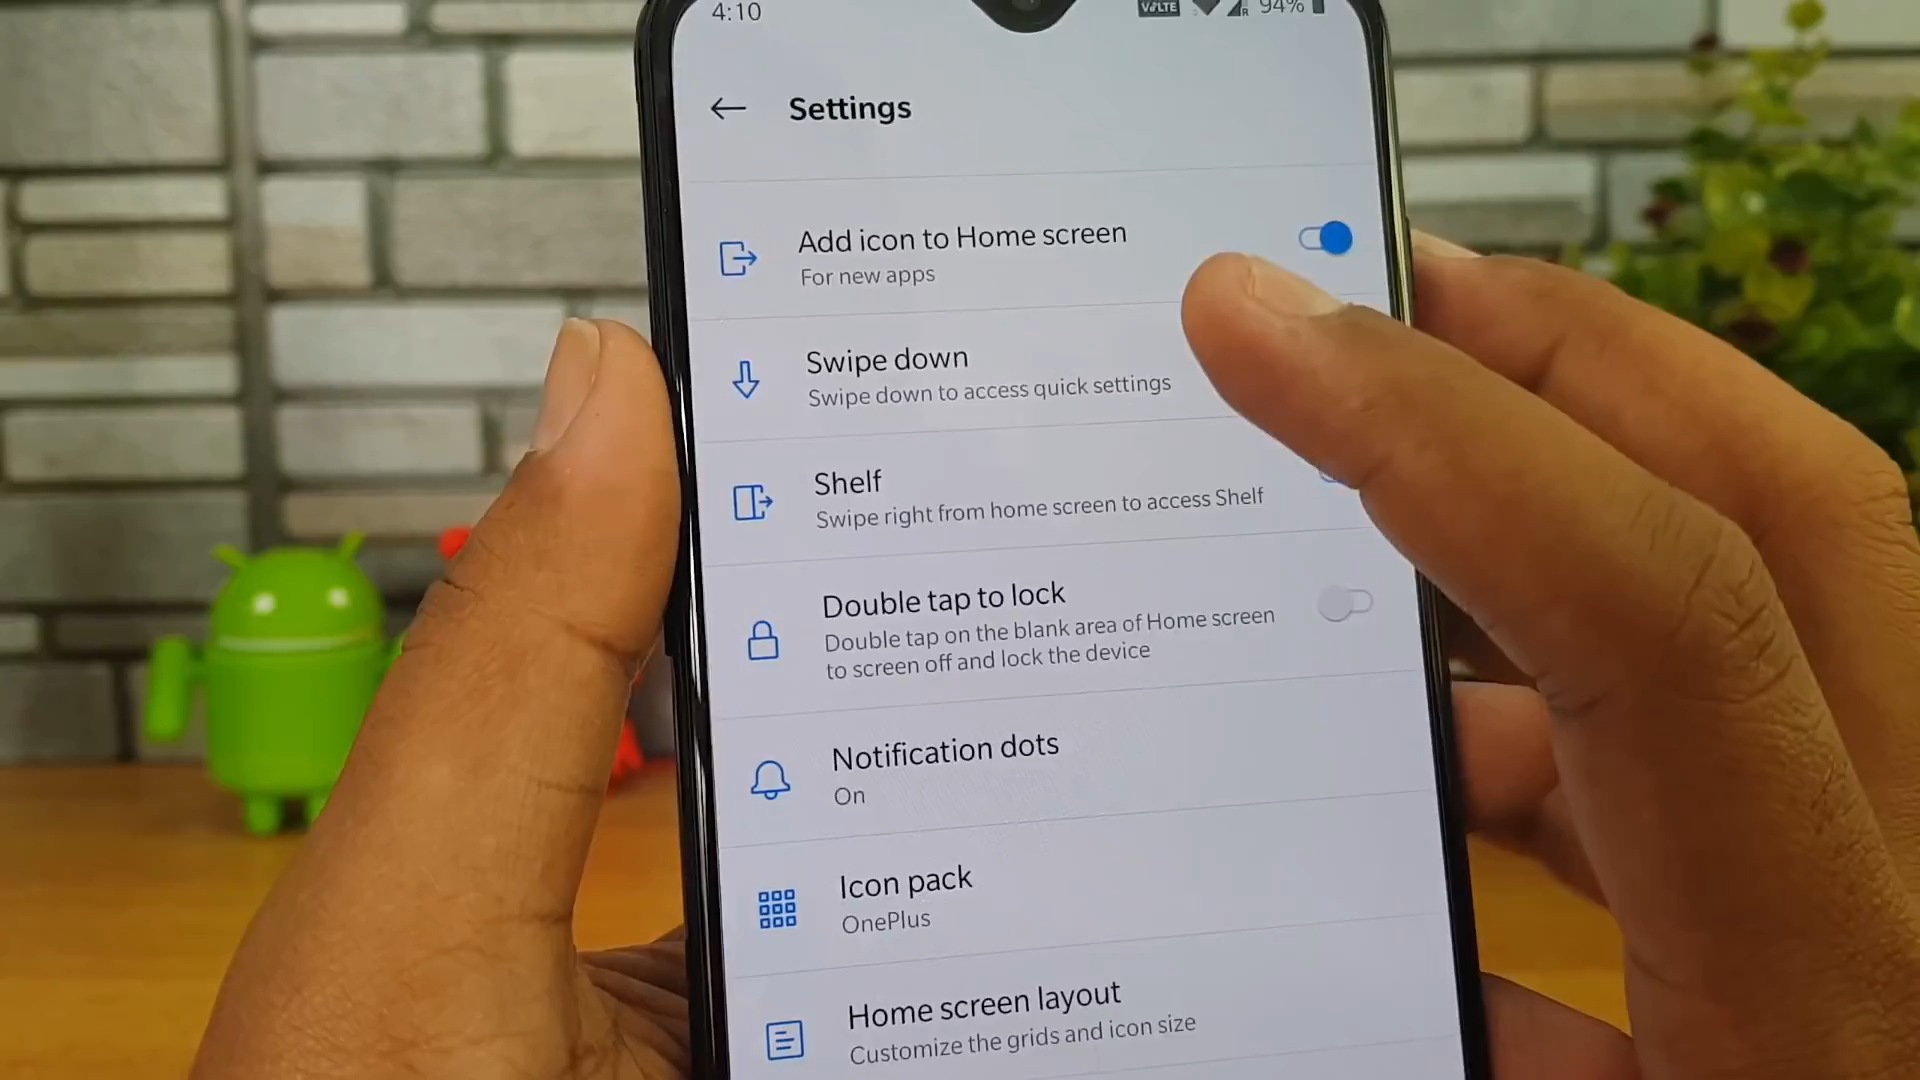 4:10
VoLTE
R
94%
Settings
Add icon to Home screen
For new apps
Swipe down
Swipe down to access quick settings
Shelf
Swipe right from home screen to access Shelf
Double tap to lock
Double tap on the blank area of Home screen
to screen off and lock the device
Notification dots
On
Icon pack
OnePlus
Home screen layout
Customize the grids and icon size